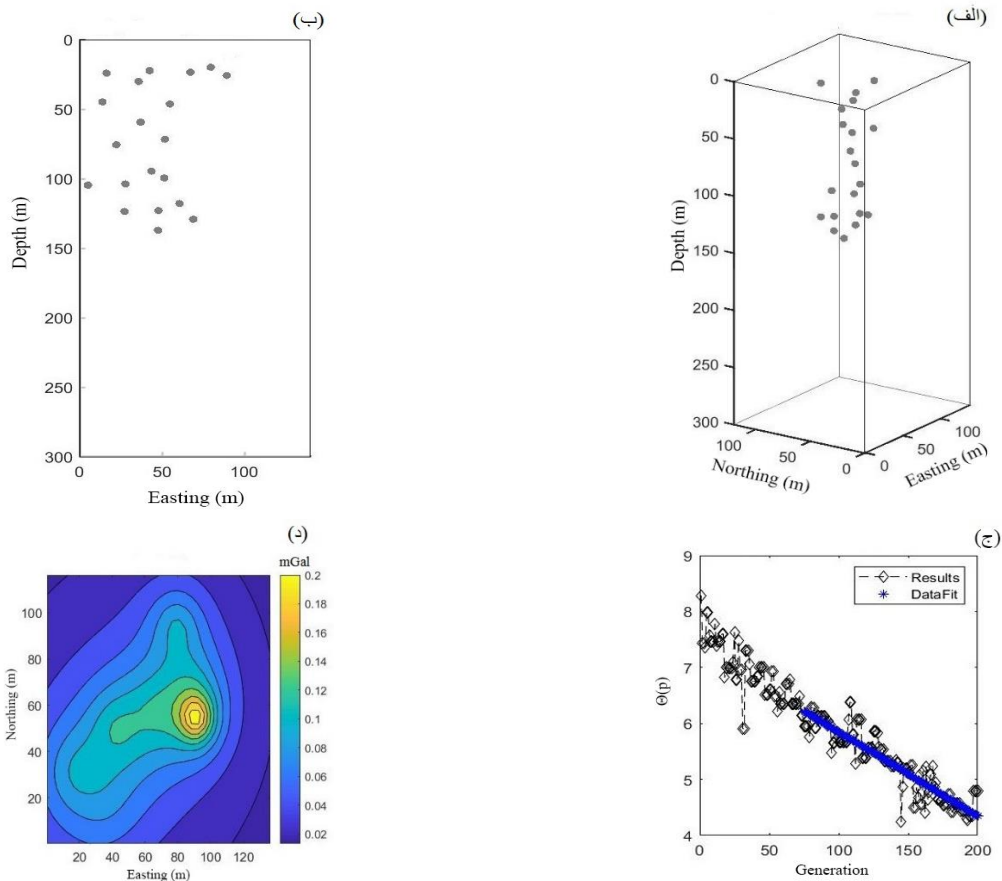 (ب)
0
50
100
150
200
250
300
Depth (m)
0 50 100
Easting (m)
(الف)
0
50
100
150
200
250
300
Depth (m)
100 50 0
Northing (m)
0 50 100
Easting (m)
(د)
mGal
100
80
60
40
20
Northing (m)
20 40 60 80 100 120
Easting (m)
0.2
0.18
0.16
0.14
0.12
0.1
0.08
0.06
0.04
0.02
(ج)
9
8
7
6
5
4
Θ(p)
Results
DataFit
0 50 100 150 200
Generation